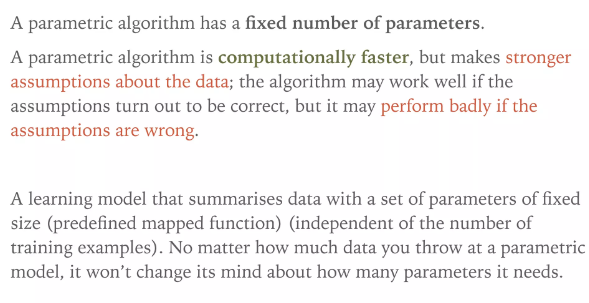 A parametric algorithm has a fixed number of parameters.
A parametric algorithm is computationally faster, but makes stronger
assumptions about the data; the algorithm may work well if the
assumptions turn out to be correct, but it may perform badly if the
assumptions are wrong.
A learning model that summarises data with a set of parameters of fixed
size (predefined mapped function) (independent of the number of
training examples). No matter how much data you throw at a parametric
model, it won’t change its mind about how many parameters it needs.